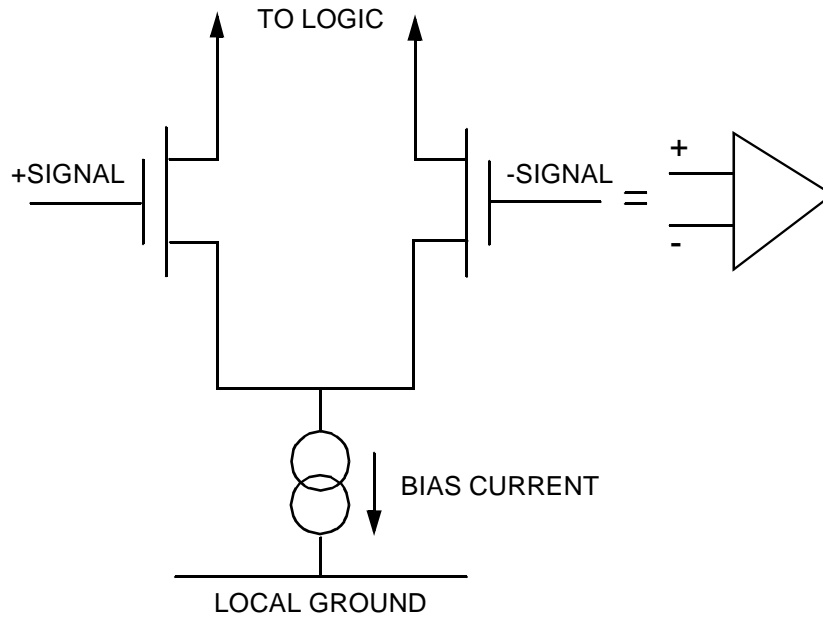 TO LOGIC
+SIGNAL
-SIGNAL
=
+
-
BIAS CURRENT
LOCAL GROUND